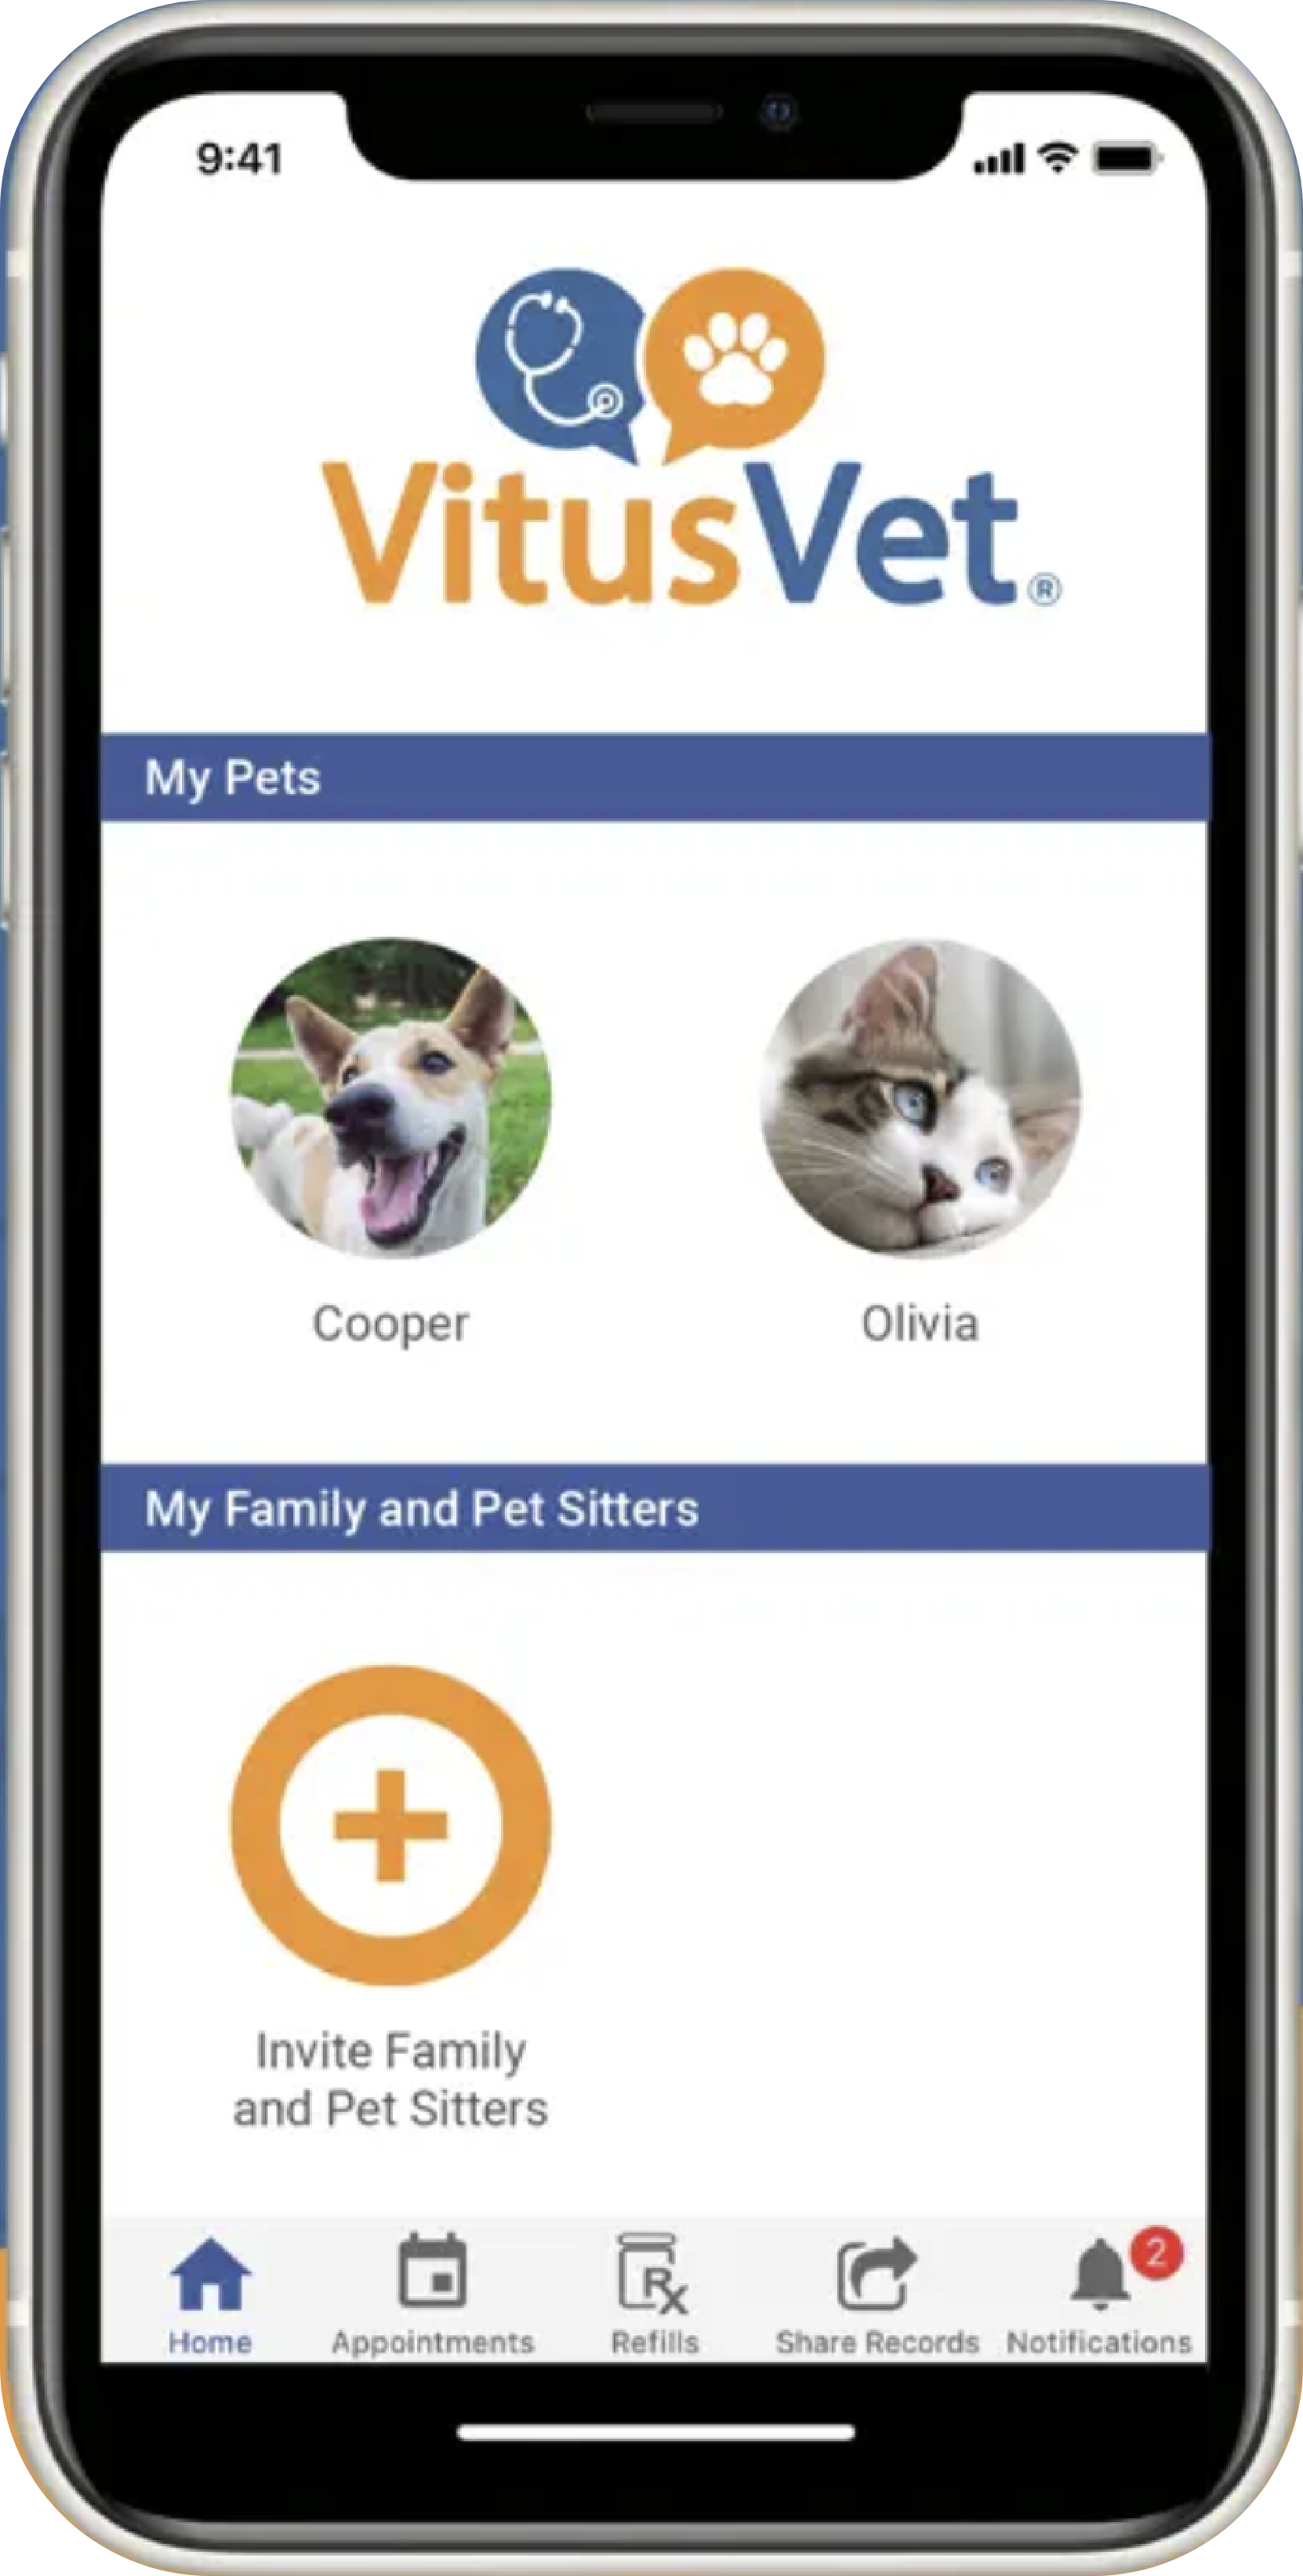 9:41
VitusVet®
My Pets
Cooper
Olivia
My Family and Pet Sitters
Invite Family
and Pet Sitters
Rx
2
Home
Appointments
Refills
Share Records
Notifications